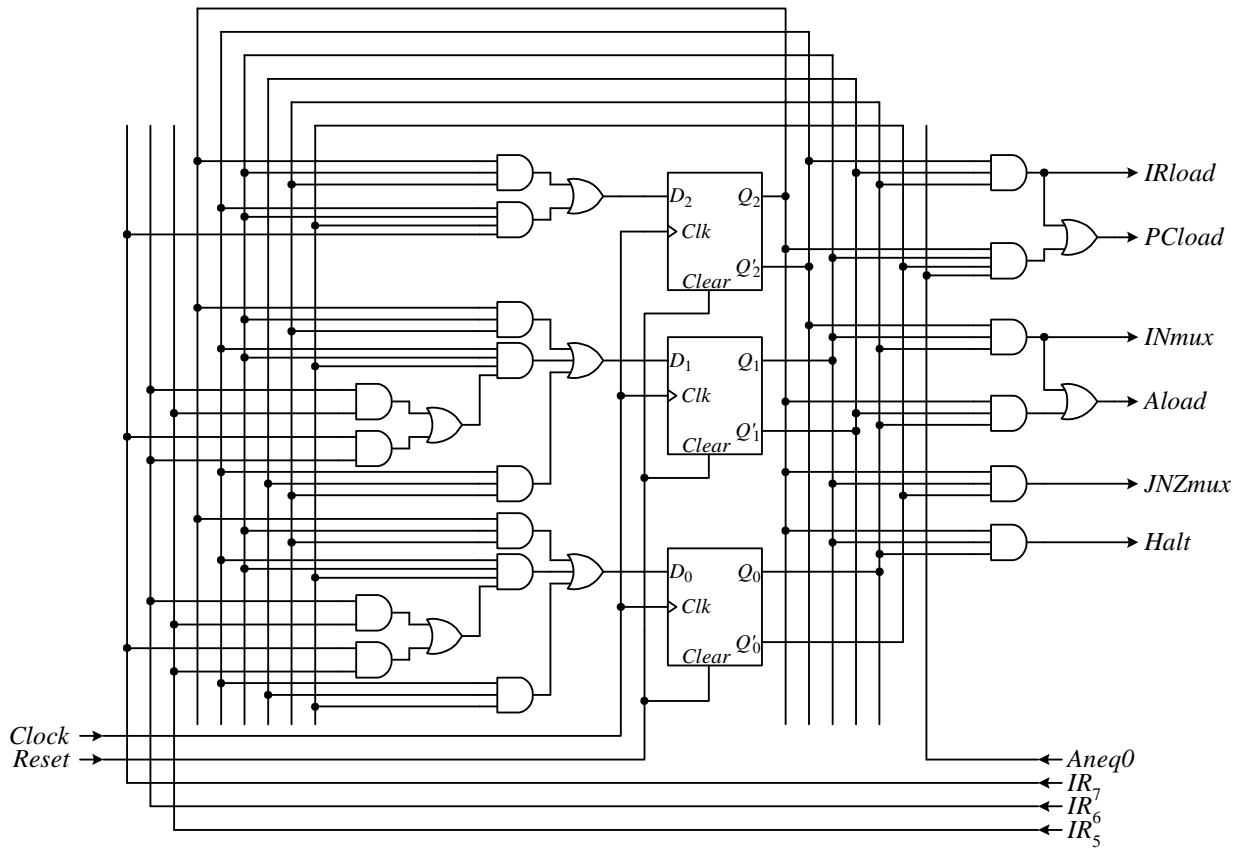 IRload
D₂ Q₂
Clk
PCload
Q'₂
Clear
INmux
D₁ Q₁
Clk
Aload
Q'₁
Clear
JNZmux
Halt
D₀ Q₀
Clk
Q'₀
Clear
Clock
Reset
Aneq0
IR₇
IR₆
IR₅